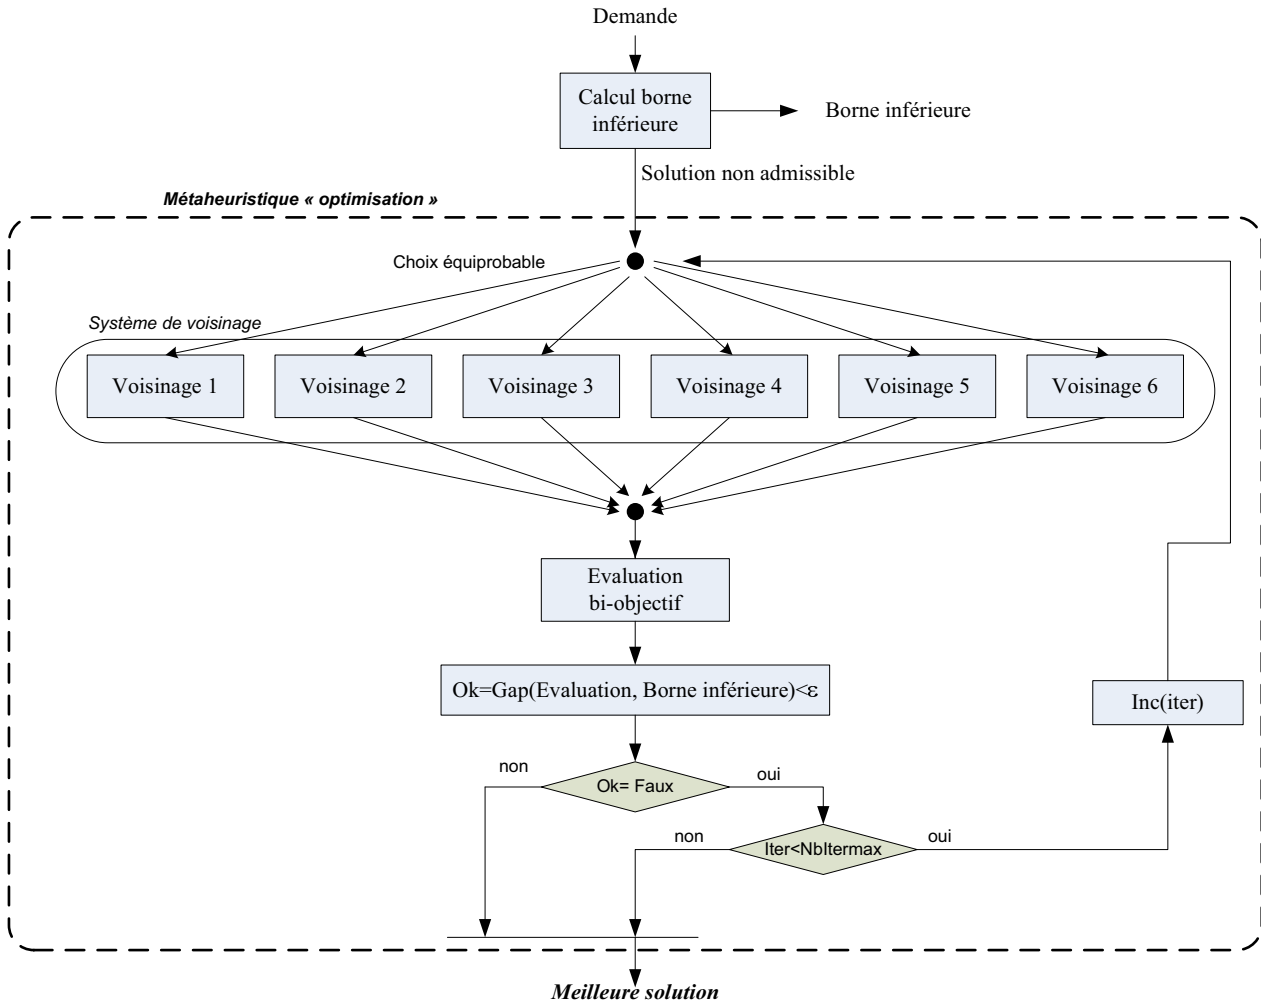 Demande
Calcul borne
inférieure
Borne inférieure
Solution non admissible
Métaheuristique « optimisation »
Choix équiprobable
Système de voisinage
Voisinage 1
Voisinage 2
Voisinage 3
Voisinage 4
Voisinage 5
Voisinage 6
Evaluation
bi-objectif
Ok=Gap(Evaluation, Borne inférieure)<ε
Inc(iter)
non
Ok= Faux
oui
non
Iter<NbItermax
oui
Meilleure solution